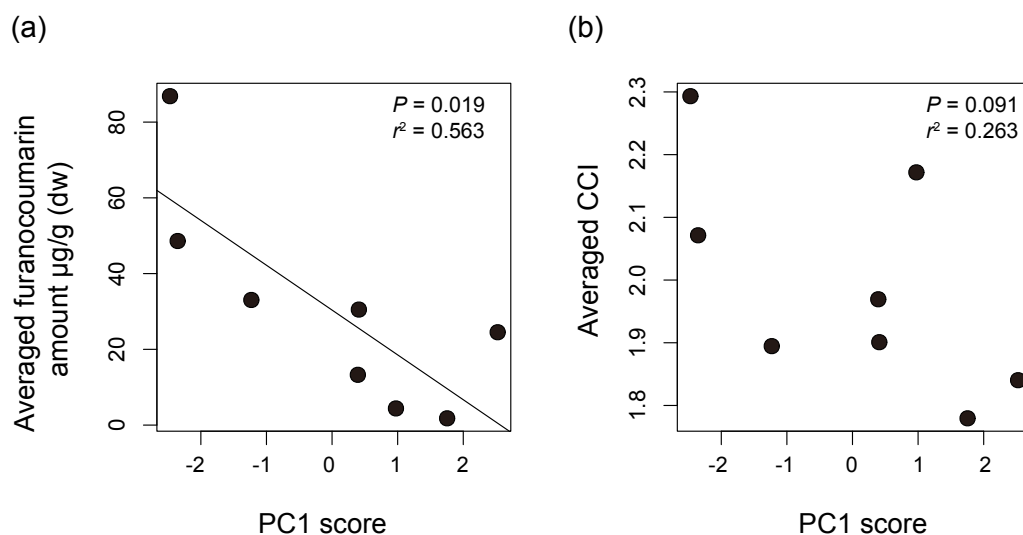 (a)
P = 0.019
r² = 0.563
Averaged furanocoumarin
amount µg/g (dw)
80
60
40
20
0
-2 -1 0 1 2
PC1 score
(b)
P = 0.091
r² = 0.263
Averaged CCI
2.3
2.2
2.1
2.0
1.9
1.8
-2 -1 0 1 2
PC1 score